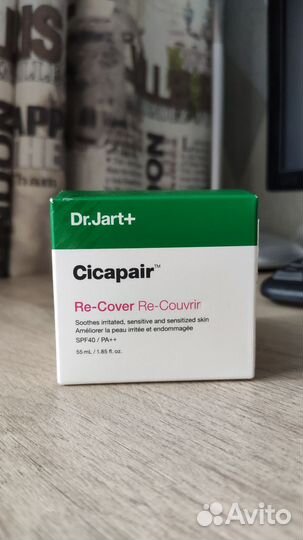 Dr.Jart+
Cicapair™
Re-Cover Re-Couvrir
Soothes irritated, sensitive and sensitized skin
Améliorer la peau irritée et endommagée
SPF40 / PA++
55 mL / 1.85 fl. oz.
Avito